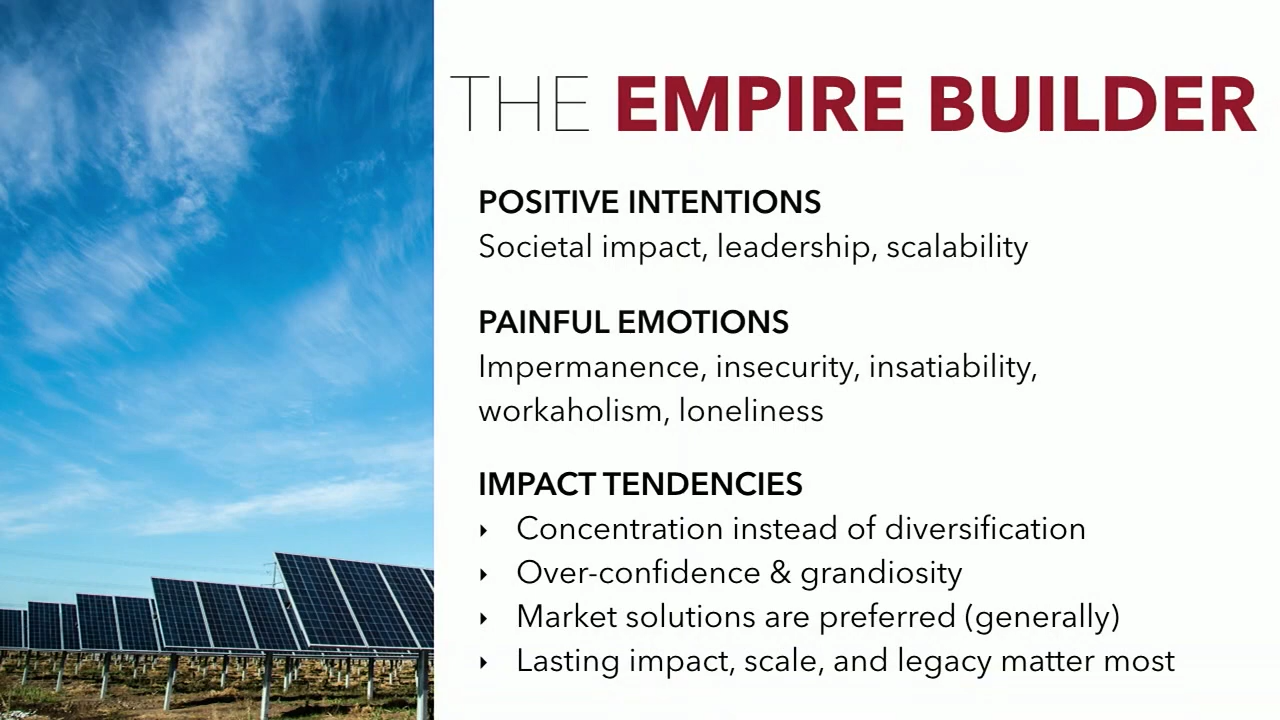 THE EMPIRE BUILDER
POSITIVE INTENTIONS
Societal impact, leadership, scalability
PAINFUL EMOTIONS
Impermanence, insecurity, insatiability,
workaholism, loneliness
IMPACT TENDENCIES
‣ Concentration instead of diversification
‣ Over-confidence & grandiosity
‣ Market solutions are preferred (generally)
‣ Lasting impact, scale, and legacy matter most